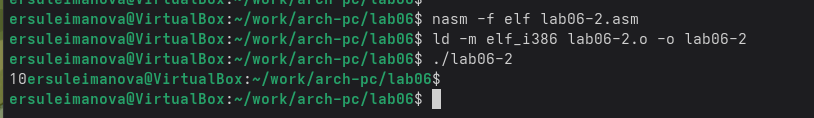 ersuleimanova@VirtualBox:~/work/arch-pc/lab06$ nasm -f elf lab06-2.asm
ersuleimanova@VirtualBox:~/work/arch-pc/lab06$ ld -m elf_i386 lab06-2.o -o lab06-2
ersuleimanova@VirtualBox:~/work/arch-pc/lab06$ ./lab06-2
10ersuleimanova@VirtualBox:~/work/arch-pc/lab06$
ersuleimanova@VirtualBox:~/work/arch-pc/lab06$